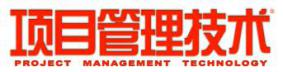 项目管理技术
PROJECT MANAGEMENT TECHNOLOGY